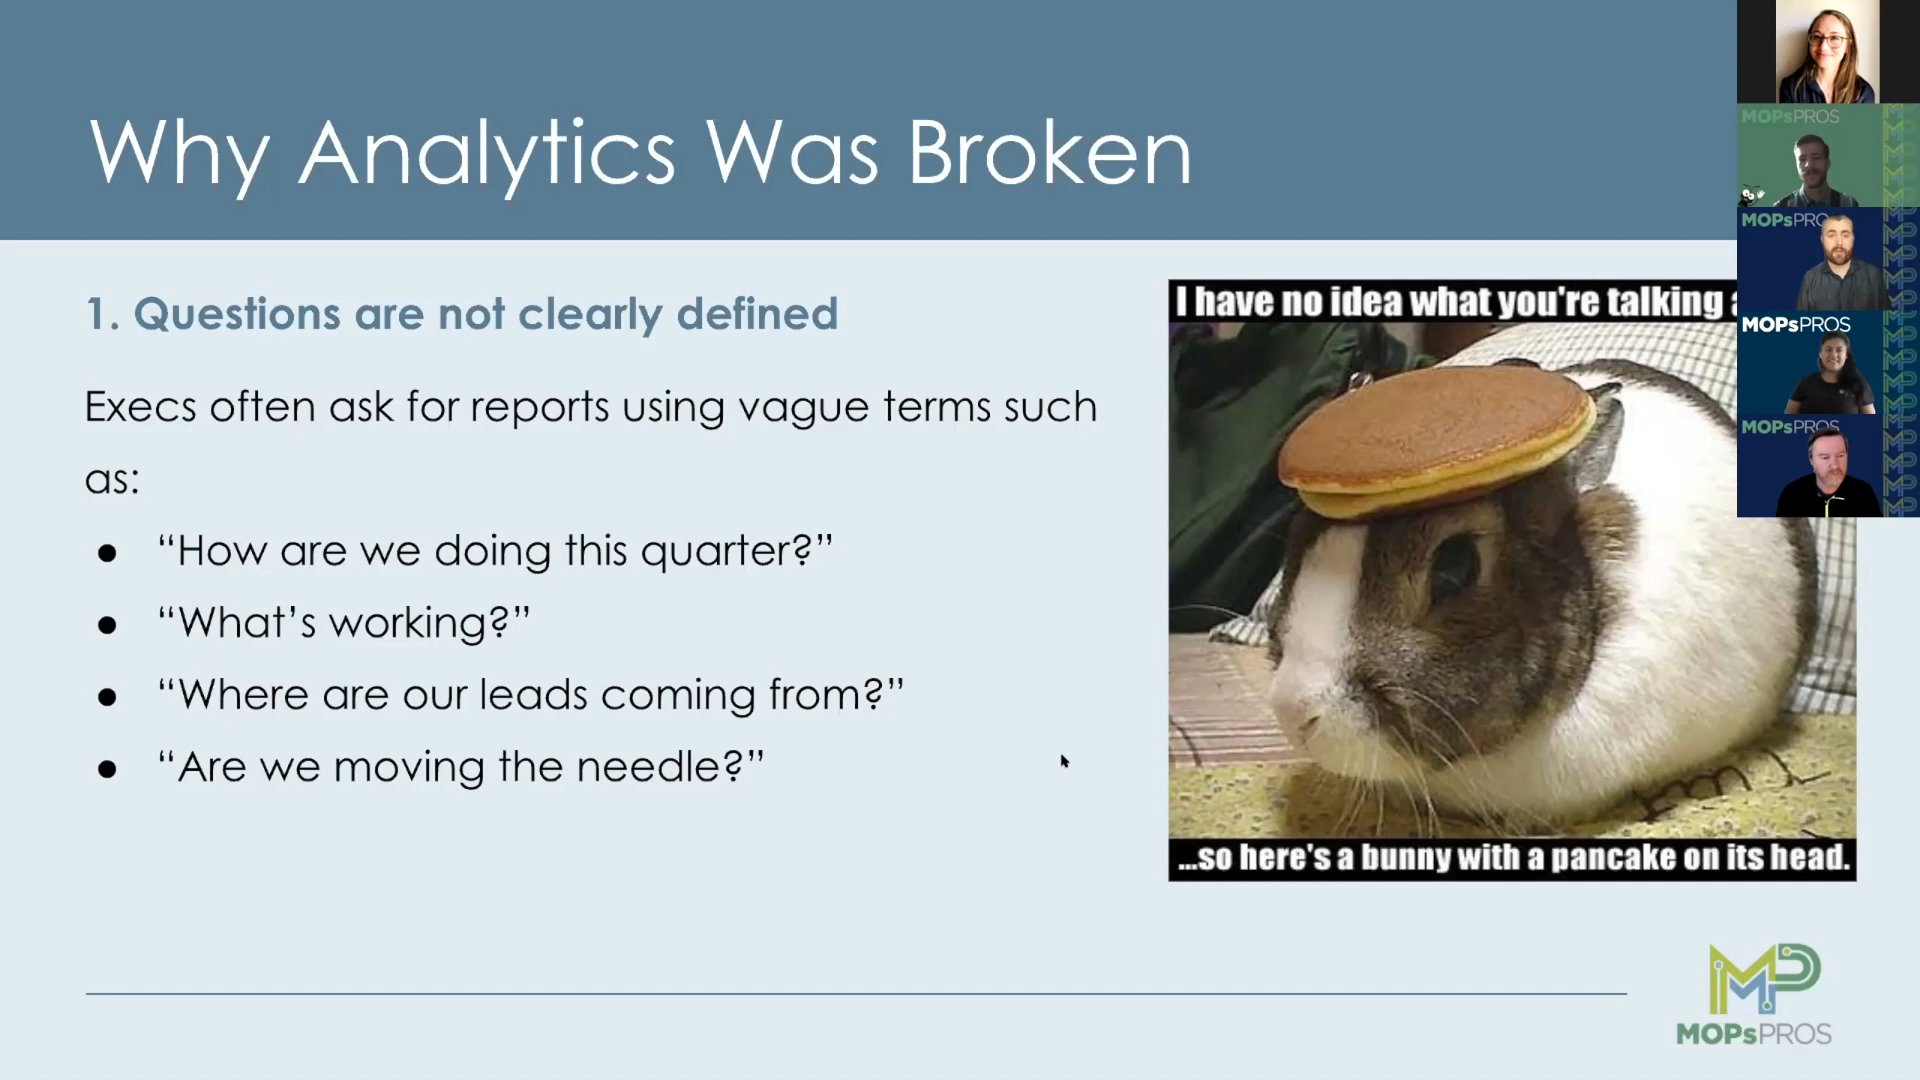 Why Analytics Was Broken
1. Questions are not clearly defined
Execs often ask for reports using vague terms such
as:
● “How are we doing this quarter?”
● “What’s working?”
● “Where are our leads coming from?”
● “Are we moving the needle?”
I have no idea what you're talking
...so here's a bunny with a pancake on its head.
MOPsPROS
MOPsPRO
MOPsPROS
MOPsPROS
MP
MOPsPROS